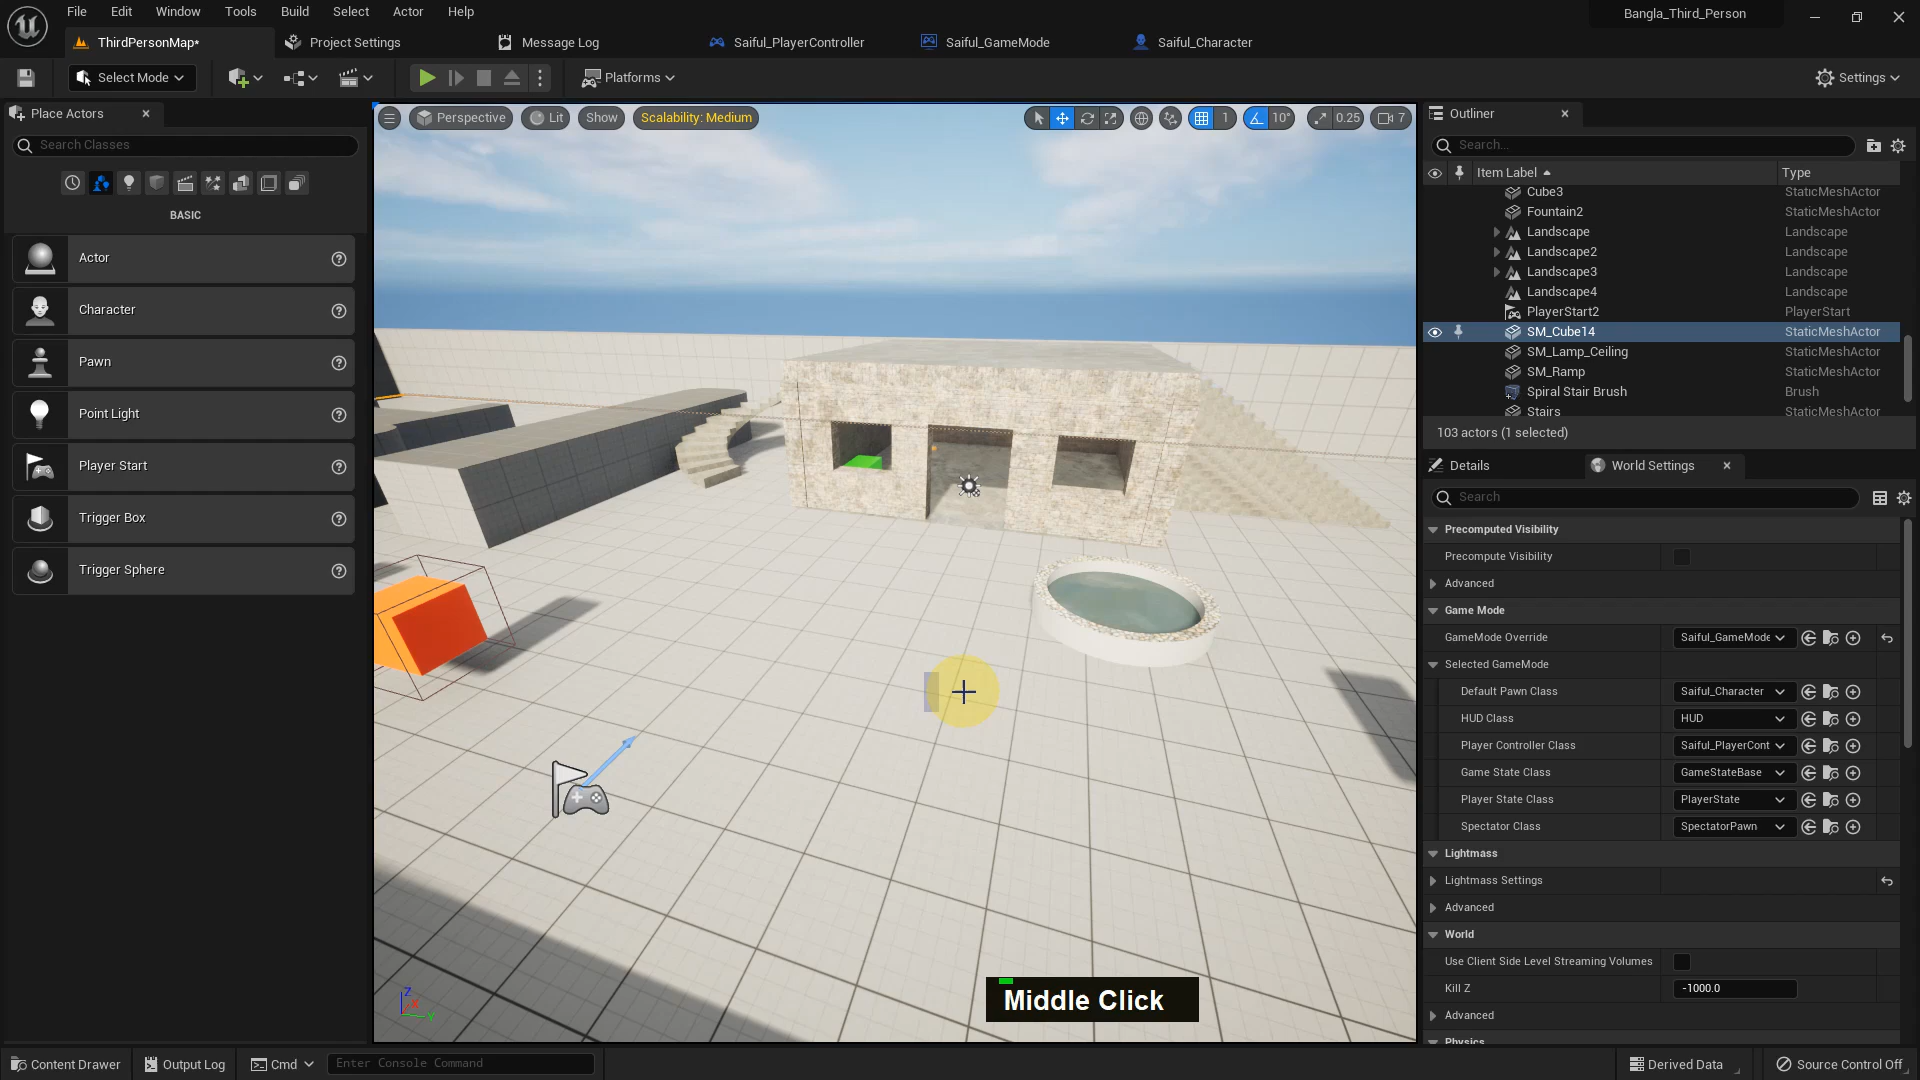 File Edit Window Tools Build Select Actor Help
Bangla_Third_Person
ThirdPersonMap*
Project Settings
Message Log
Saiful_PlayerController
Saiful_GameMode
Saiful_Character
Select Mode
Platforms
Settings
Place Actors
Search Classes
BASIC
Actor
Character
Pawn
Point Light
Player Start
Trigger Box
Trigger Sphere
Perspective
Lit
Show
Scalability: Medium
1
10°
0.25
7
Z
X
Y
Middle Click
Outliner
Search...
Item Label Type
Cube3 StaticMeshActor
Fountain2 StaticMeshActor
Landscape Landscape
Landscape2 Landscape
Landscape3 Landscape
Landscape4 Landscape
PlayerStart2 PlayerStart
SM_Cube14 StaticMeshActor
SM_Lamp_Ceiling StaticMeshActor
SM_Ramp StaticMeshActor
Spiral Stair Brush Brush
Stairs StaticMeshActor
103 actors (1 selected)
Details
World Settings
Search
Precomputed Visibility
Precompute Visibility
Advanced
Game Mode
GameMode Override Saiful_GameMode
Selected GameMode
Default Pawn Class Saiful_Character
HUD Class HUD
Player Controller Class Saiful_PlayerCont
Game State Class GameStateBase
Player State Class PlayerState
Spectator Class SpectatorPawn
Lightmass
Lightmass Settings
Advanced
World
Use Client Side Level Streaming Volumes
Kill Z -1000.0
Advanced
Physics
Content Drawer
Output Log
Cmd
Enter Console Command
Derived Data
Source Control Off